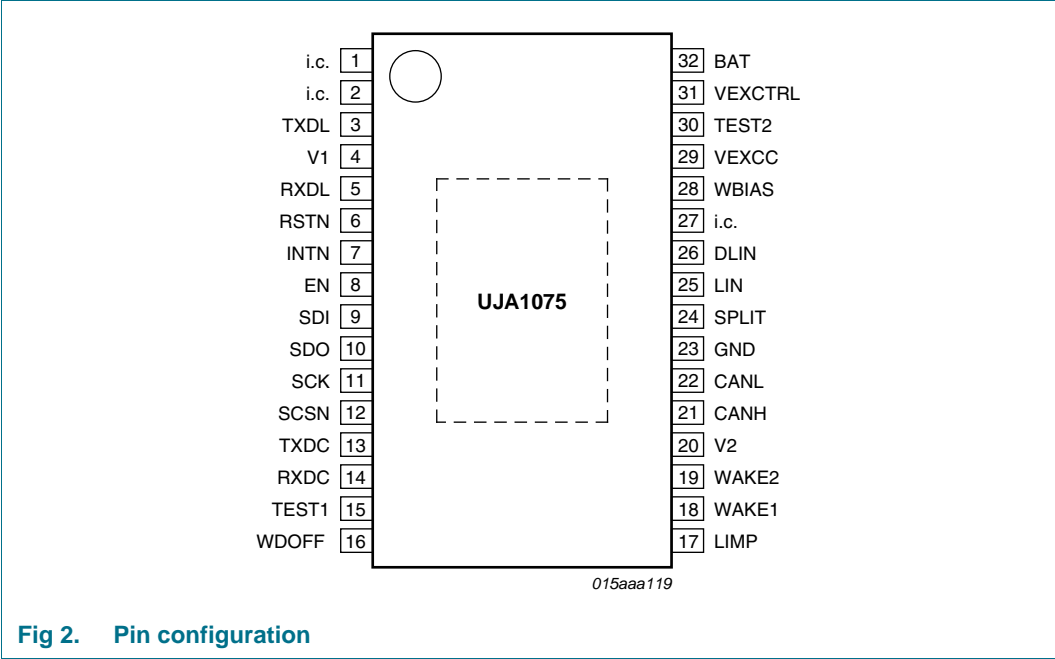 i.c. 1 32 BAT
i.c. 2 31 VEXCTRL
TXDL 3 30 TEST2
V1 4 29 VEXCC
RXDL 5 28 WBIAS
RSTN 6 27 i.c.
INTN 7 26 DLIN
EN 8 25 LIN
UJA1075
SDI 9 24 SPLIT
SDO 10 23 GND
SCK 11 22 CANL
SCSN 12 21 CANH
TXDC 13 20 V2
RXDC 14 19 WAKE2
TEST1 15 18 WAKE1
WDOFF 16 17 LIMP
015aaa119
Fig 2. Pin configuration